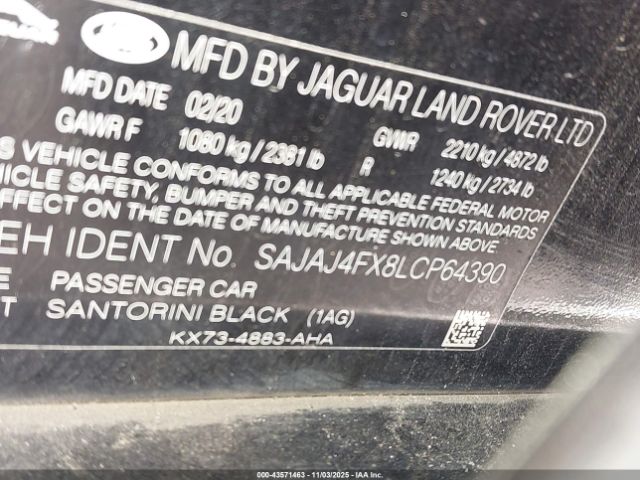 MFD BY JAGUAR LAND ROVER LTD
MFD DATE 02/20
GAWR F 1080 kg / 2381 lb GVWR 2210 kg / 4872 lb
R 1240 kg / 2734 lb
S VEHICLE CONFORMS TO ALL APPLICABLE FEDERAL MOTOR
HICLE SAFETY, BUMPER AND THEFT PREVENTION STANDARDS
EFFECT ON THE DATE OF MANUFACTURE SHOWN ABOVE
EH IDENT No. SAJAJ4FX8LCP64390
E PASSENGER CAR
T SANTORINI BLACK (1AG)
KX73-4883-AHA
000-43571463 - 11/03/2025 - IAAI, Inc.